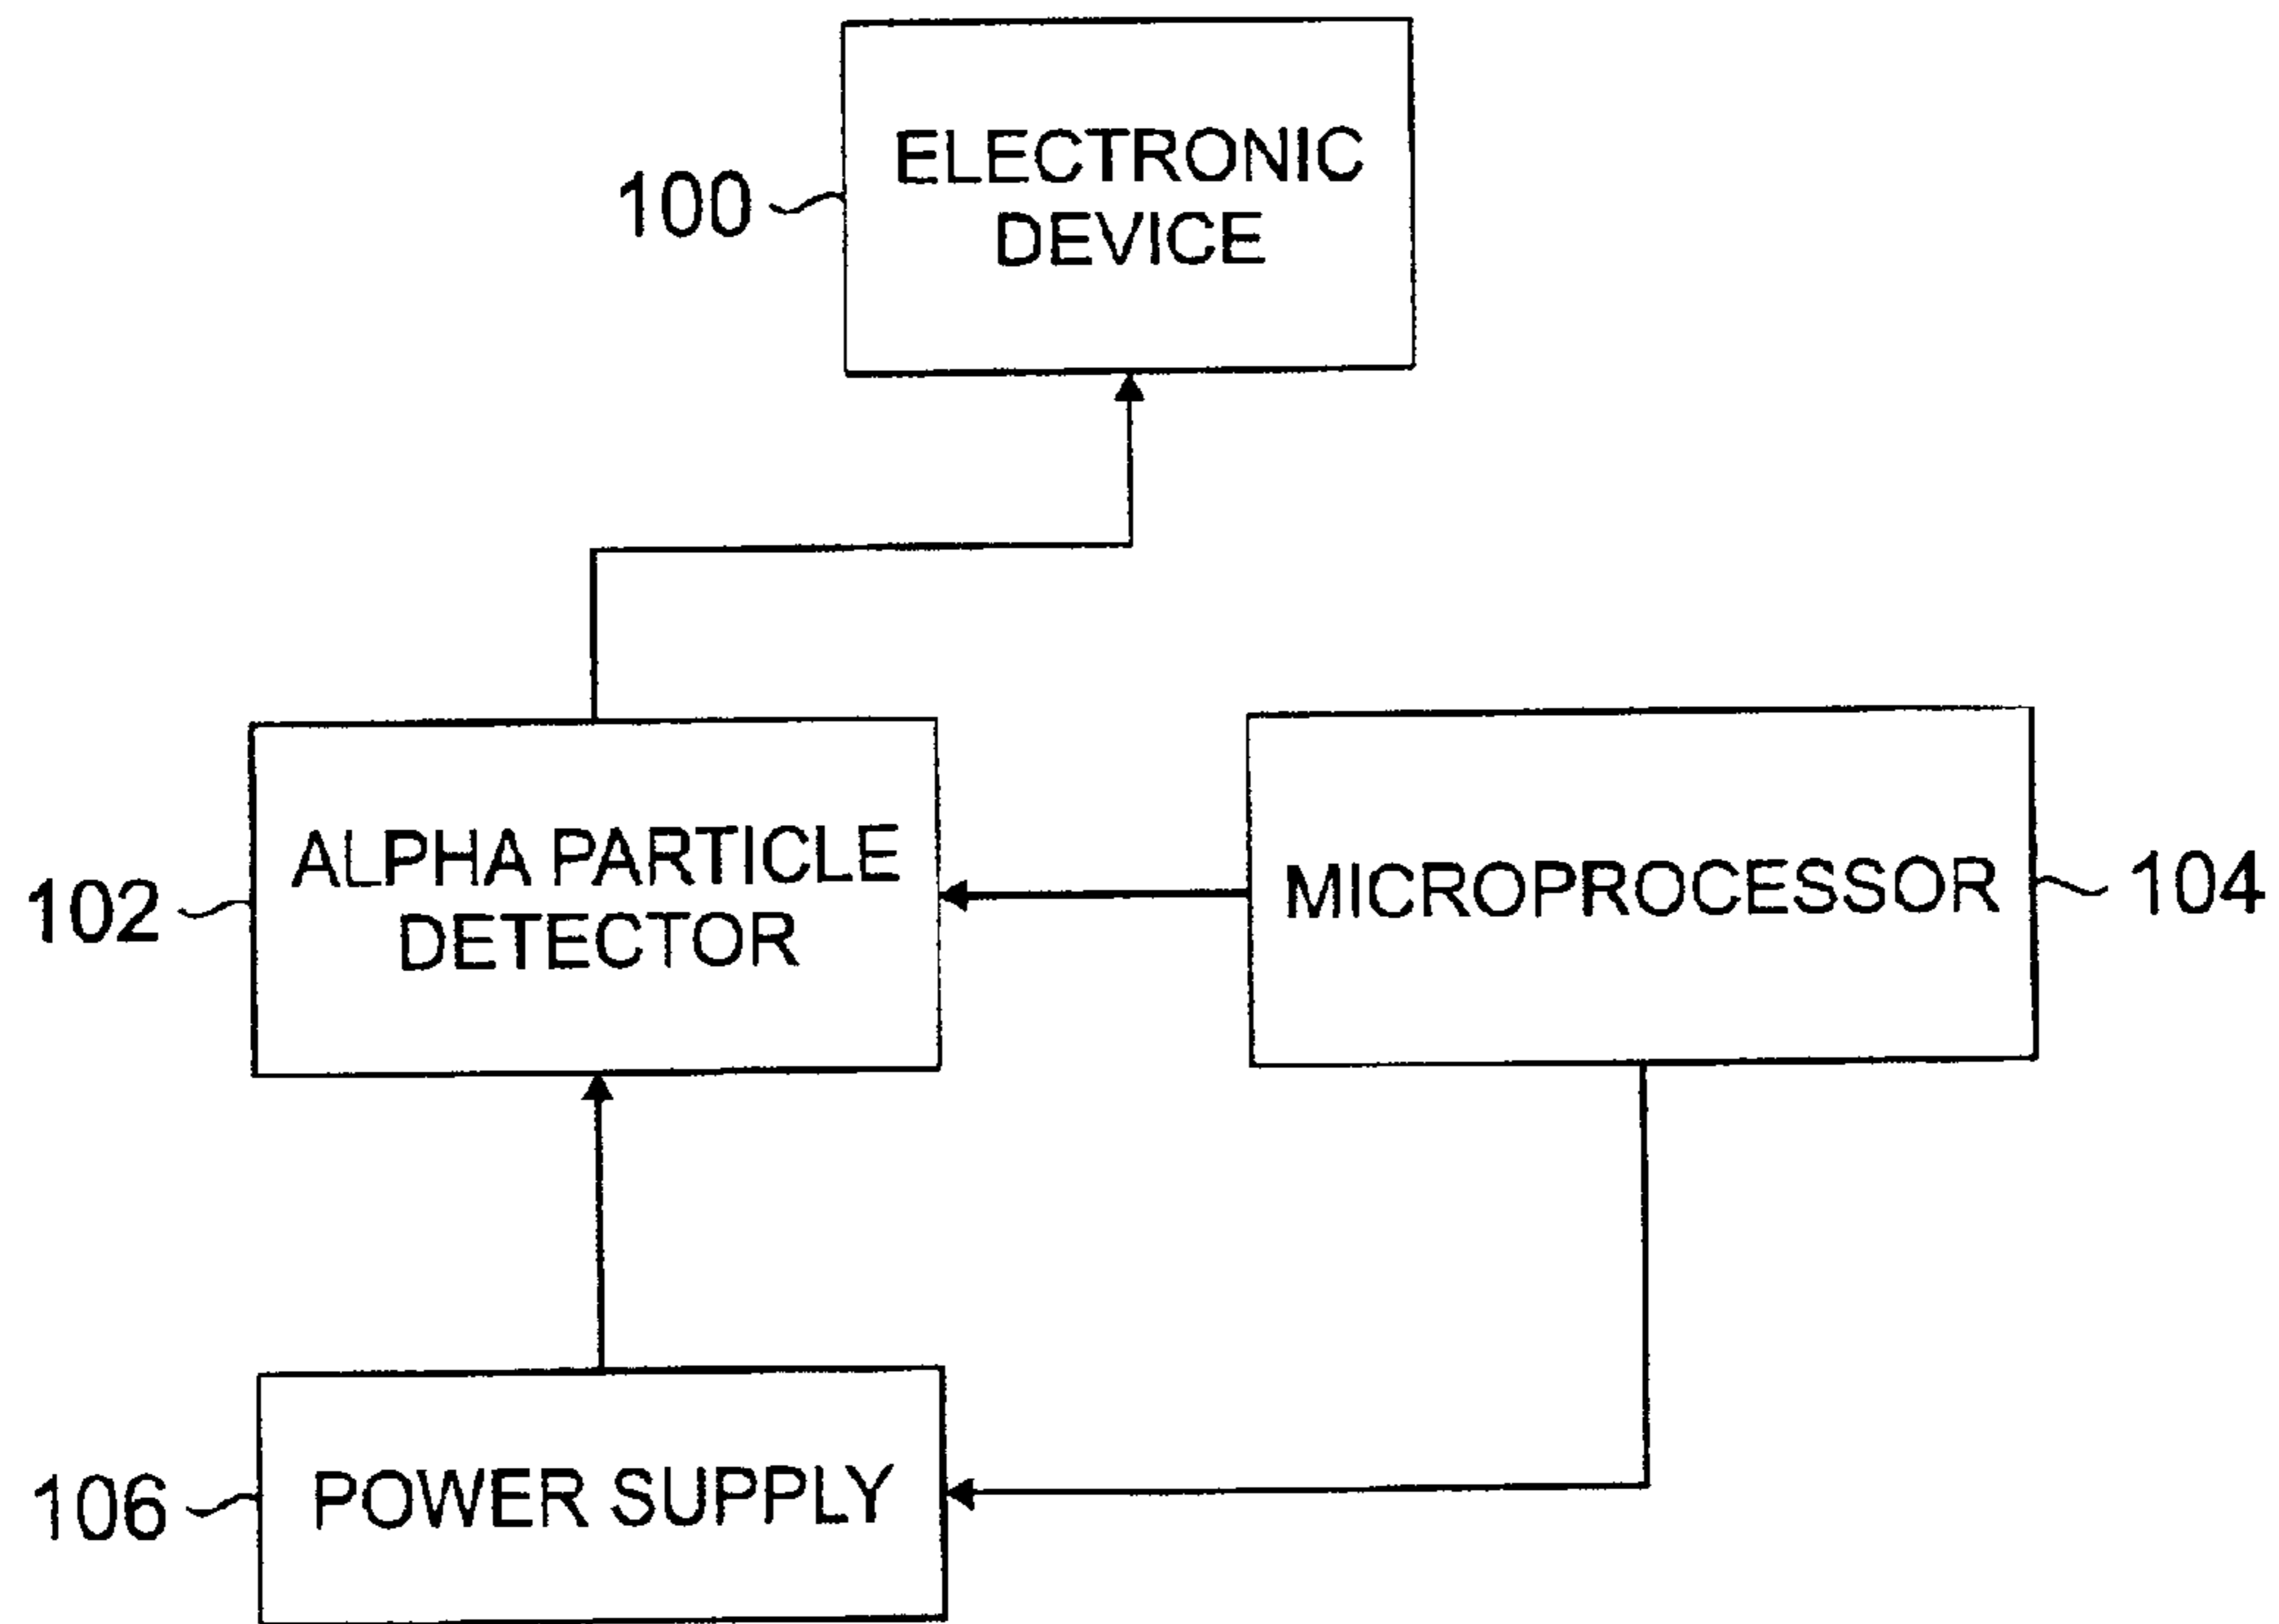 ELECTRONIC
DEVICE
100
ALPHA PARTICLE
DETECTOR
102
MICROPROCESSOR
104
POWER SUPPLY
106